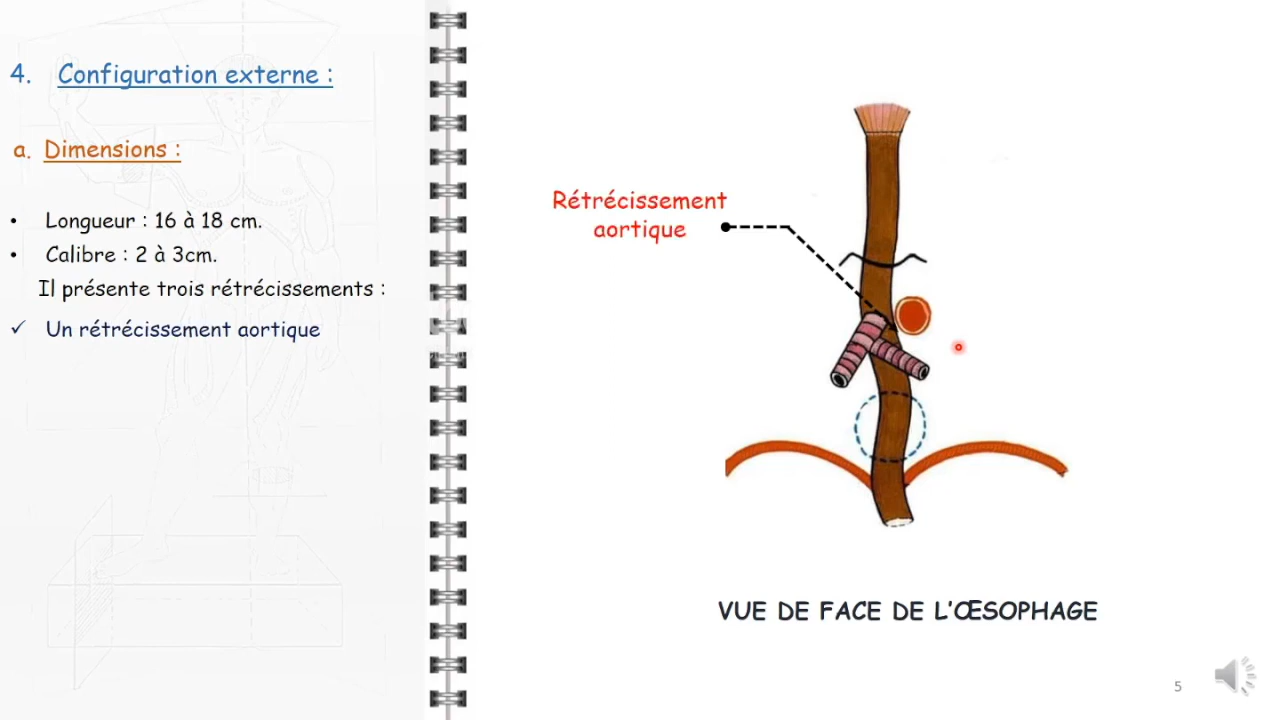 4. Configuration externe :
a. Dimensions :
• Longueur : 16 à 18 cm.
• Calibre : 2 à 3cm.
Il présente trois rétrécissements :
✓ Un rétrécissement aortique
Rétrécissement
aortique
VUE DE FACE DE L'ŒSOPHAGE
5